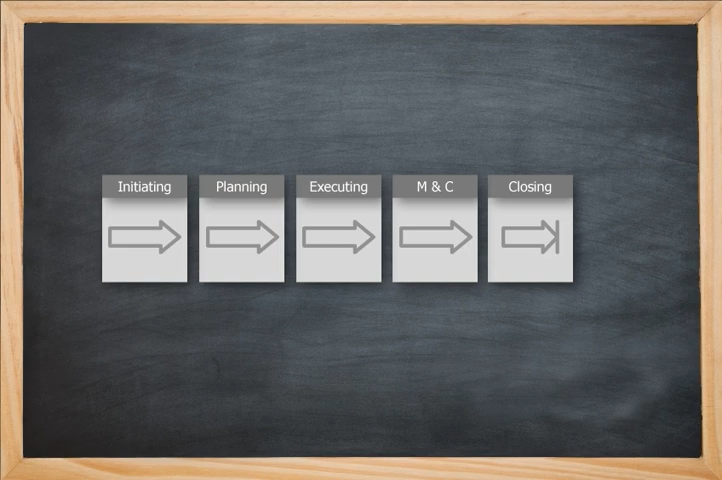 Initiating
Planning
Executing
M & C
Closing